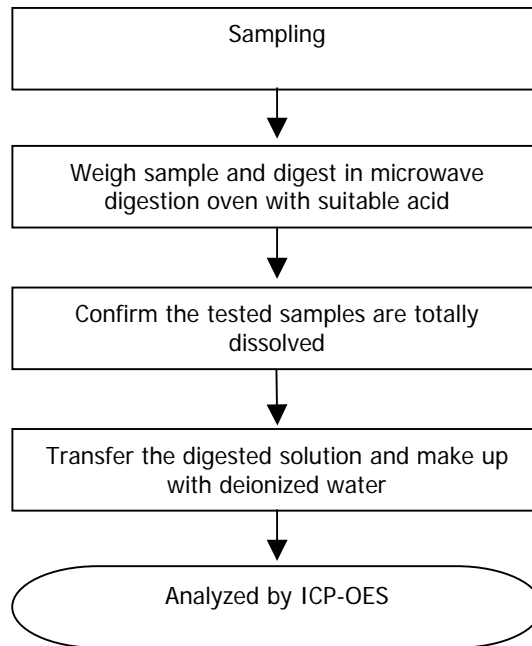 Sampling
Weigh sample and digest in microwave
digestion oven with suitable acid
Confirm the tested samples are totally
dissolved
Transfer the digested solution and make up
with deionized water
Analyzed by ICP-OES